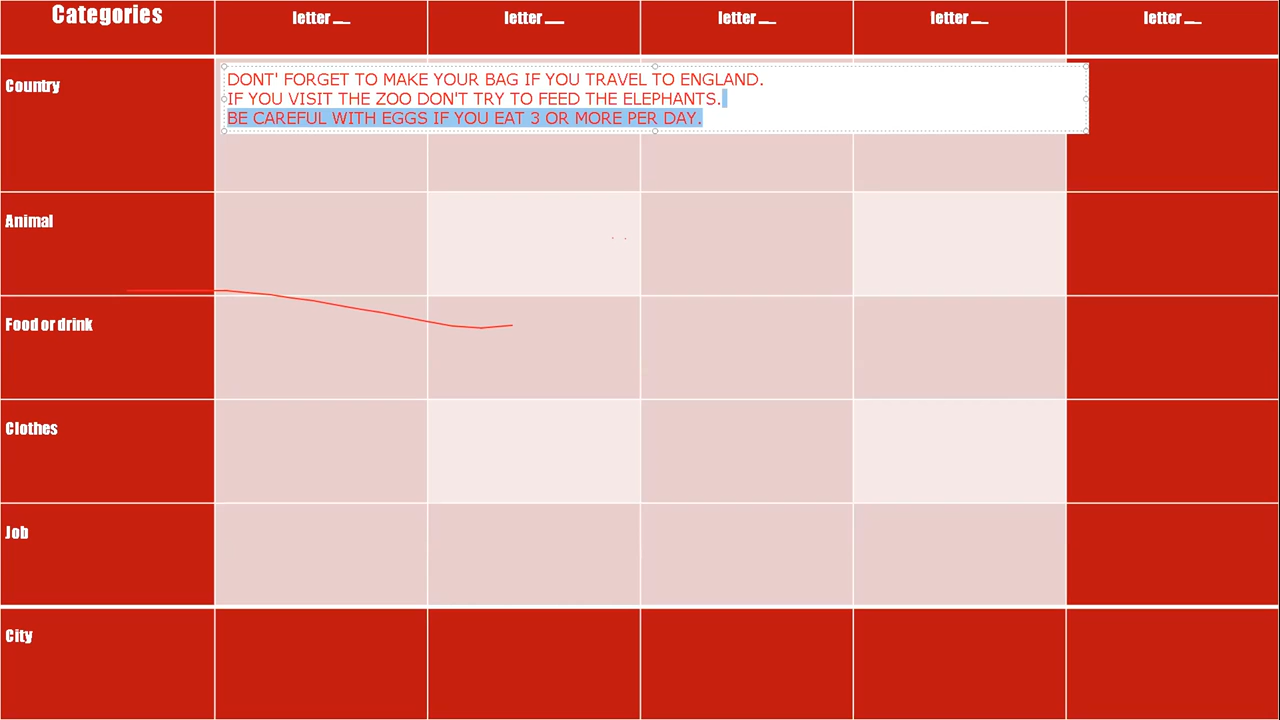 Categories letter __ letter __ letter __ letter __ letter __
Country
DONT' FORGET TO MAKE YOUR BAG IF YOU TRAVEL TO ENGLAND.
IF YOU VISIT THE ZOO DON'T TRY TO FEED THE ELEPHANTS.
BE CAREFUL WITH EGGS IF YOU EAT 3 OR MORE PER DAY.
Animal
Food or drink
Clothes
Job
City